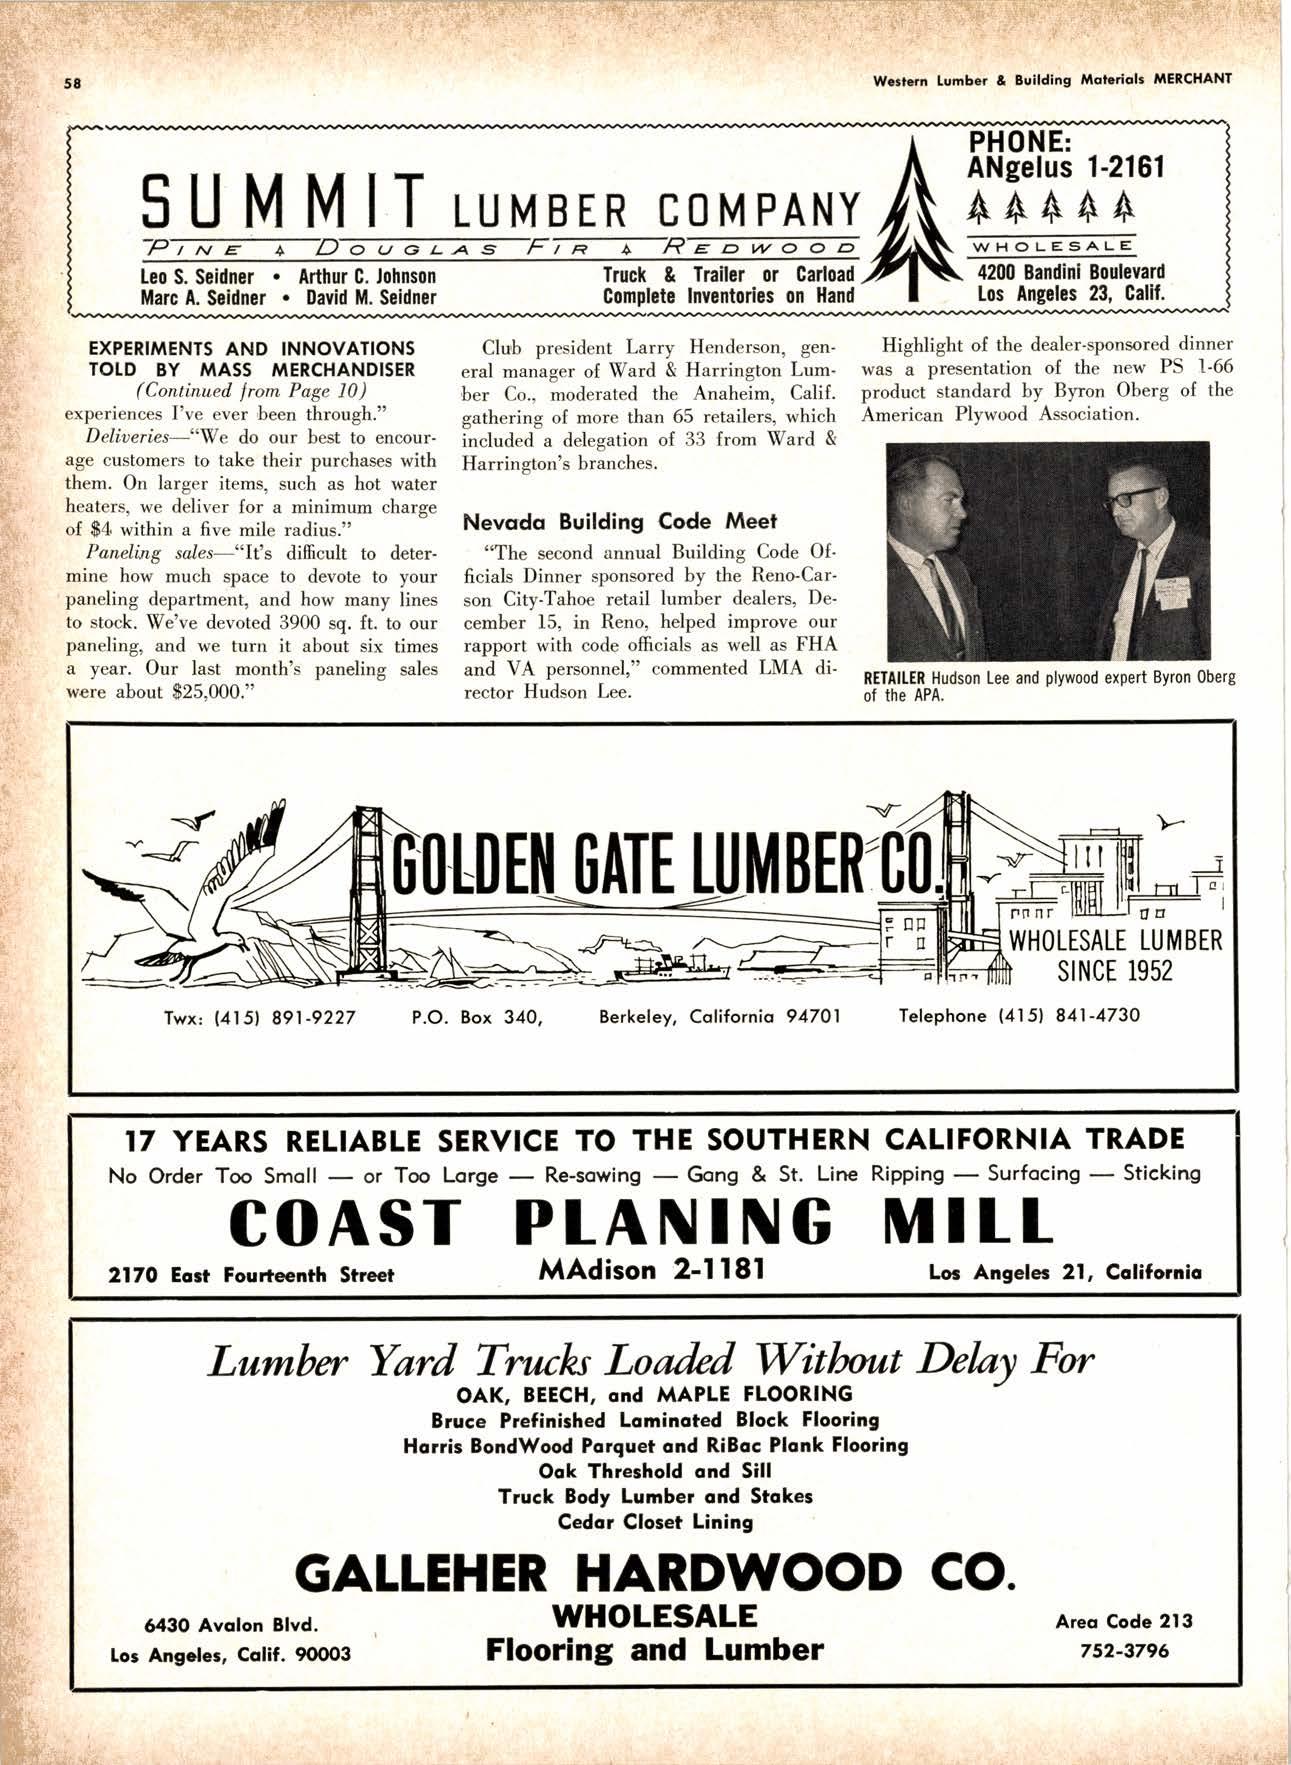 58
Western Lumber & Building Materials MERCHANT
SUMMIT LUMBER COMPANY
PINE DOUGLAS FIR REDWOOD
Leo S. Seidner • Arthur C. Johnson
Marc A. Seidner • David M. Seidner
Truck & Trailer or Carload
Complete Inventories on Hand
PHONE:
ANgelus 1-2161
WHOLESALE
4200 Bandini Boulevard
Los Angeles 23, Calif.
EXPERIMENTS AND INNOVATIONS
TOLD BY MASS MERCHANDISER
(Continued from Page 10)
experiences I've ever been through."
Deliveries—"We do our best to encour-
age customers to take their purchases with
them. On larger items, such as hot water
heaters, we deliver for a minimum charge
of $4 within a five mile radius."
Paneling sales—"It's difficult to deter-
mine how much space to devote to your
paneling department, and how many lines
to stock. We've devoted 3900 sq. ft. to our
paneling, and we turn it about six times
a year. Our last month's paneling sales
were about $25,000."
Club president Larry Henderson, gen-
eral manager of Ward & Harrington Lum-
ber Co., moderated the Anaheim, Calif.
gathering of more than 65 retailers, which
included a delegation of 33 from Ward &
Harrington's branches.
Nevada Building Code Meet
"The second annual Building Code Of-
ficials Dinner sponsored by the Reno-Car-
son City-Tahoe retail lumber dealers, De-
cember 15, in Reno, helped improve our
rapport with code officials as well as FHA
and VA personnel," commented LMA di-
rector Hudson Lee.
Highlight of the dealer-sponsored dinner
was a presentation of the new PS 1-66
product standard by Byron Oberg of the
American Plywood Association.
RETAILER Hudson Lee and plywood expert Byron Oberg
of the APA.
GOLDEN GATE LUMBER CO.
WHOLESALE LUMBER
SINCE 1952
Twx: (415) 891-9227 P.O. Box 340, Berkeley, California 94701 Telephone (415) 841-4730
17 YEARS RELIABLE SERVICE TO THE SOUTHERN CALIFORNIA TRADE
No Order Too Small — or Too Large — Re-sawing — Gang & St. Line Ripping — Surfacing — Sticking
COAST PLANING MILL
2170 East Fourteenth Street MAdison 2-1181 Los Angeles 21, California
Lumber Yard Trucks Loaded Without Delay For
OAK, BEECH, and MAPLE FLOORING
Bruce Prefinished Laminated Block Flooring
Harris BondWood Parquet and RiBac Plank Flooring
Oak Threshold and Sill
Truck Body Lumber and Stakes
Cedar Closet Lining
GALLEHER HARDWOOD CO.
6430 Avalon Blvd.
Los Angeles, Calif. 90003
WHOLESALE
Flooring and Lumber
Area Code 213
752-3796